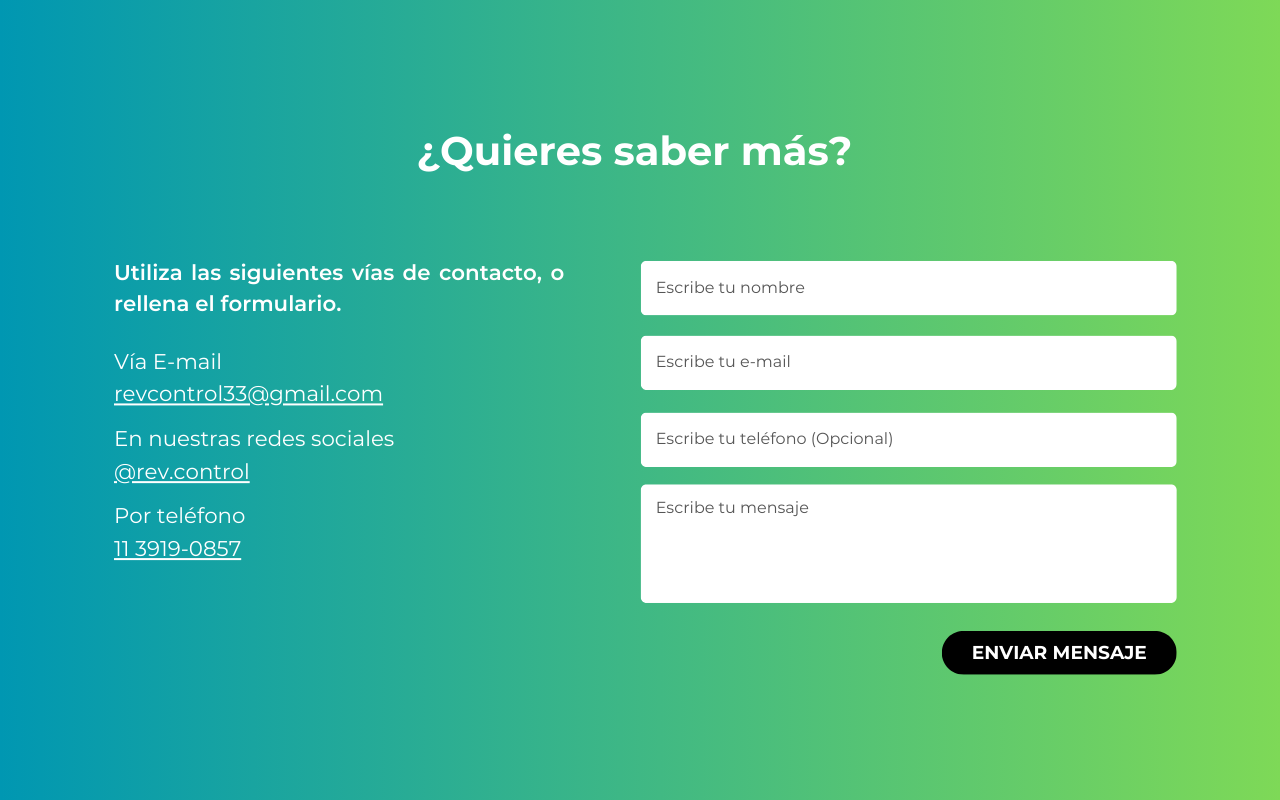 ¿Quieres saber más?
Utiliza las siguientes vías de contacto, o
rellena el formulario.
Vía E-mail
revcontrol33@gmail.com
En nuestras redes sociales
@rev.control
Por teléfono
11 3919-0857
Escribe tu nombre
Escribe tu e-mail
Escribe tu teléfono (Opcional)
Escribe tu mensaje
ENVIAR MENSAJE